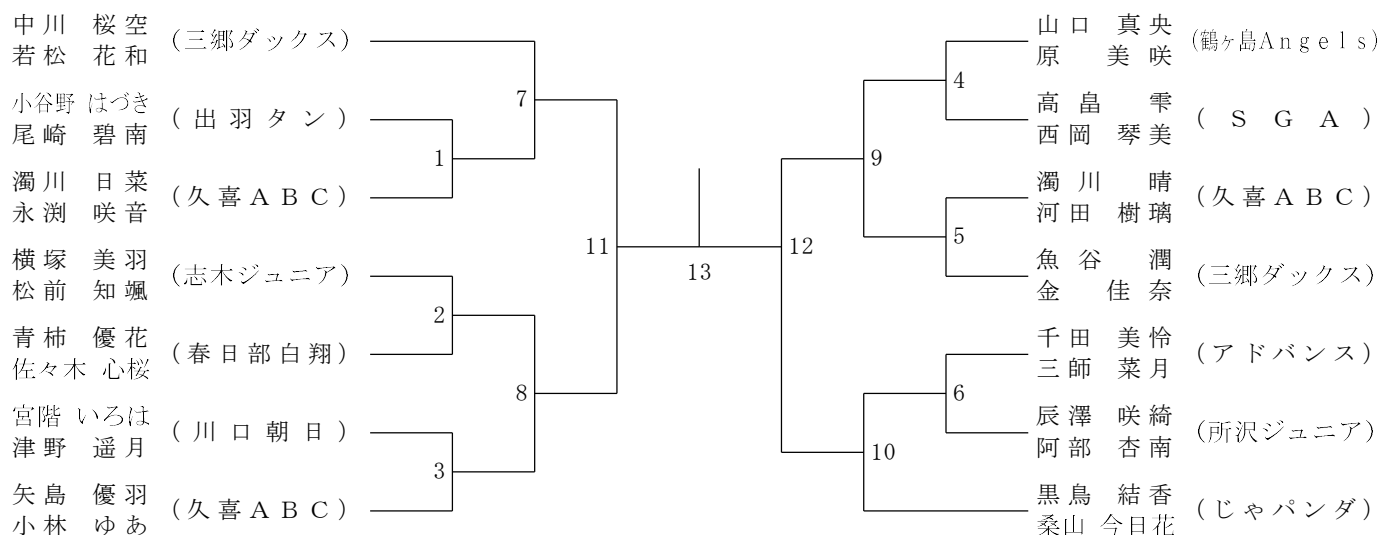 中川 桜空
若松 花和
(三郷ダックス)
小谷野 はづき
尾崎 碧南
(出羽タン)
濁川 日菜
永渕 咲音
(久喜ＡＢＣ)
横塚 美羽
松前 知颯
(志木ジュニア)
青柿 優花
佐々木 心桜
(春日部白翔)
宮階 いろは
津野 遥月
(川口朝日)
矢島 優羽
小林 ゆあ
(久喜ＡＢＣ)
7
1
2
8
3
11
13
12
山口 真央
原 美咲
(鶴ヶ島Ａｎｇｅｌｓ)
高畠 雫
西岡 琴美
(ＳＧＡ)
濁川 晴
河田 樹璃
(久喜ＡＢＣ)
魚谷 潤
金 佳奈
(三郷ダックス)
千田 美怜
三師 菜月
(アドバンス)
辰澤 咲綺
阿部 杏南
(所沢ジュニア)
黒鳥 結香
桑山 今日花
(じゃパンダ)
4
9
5
6
10